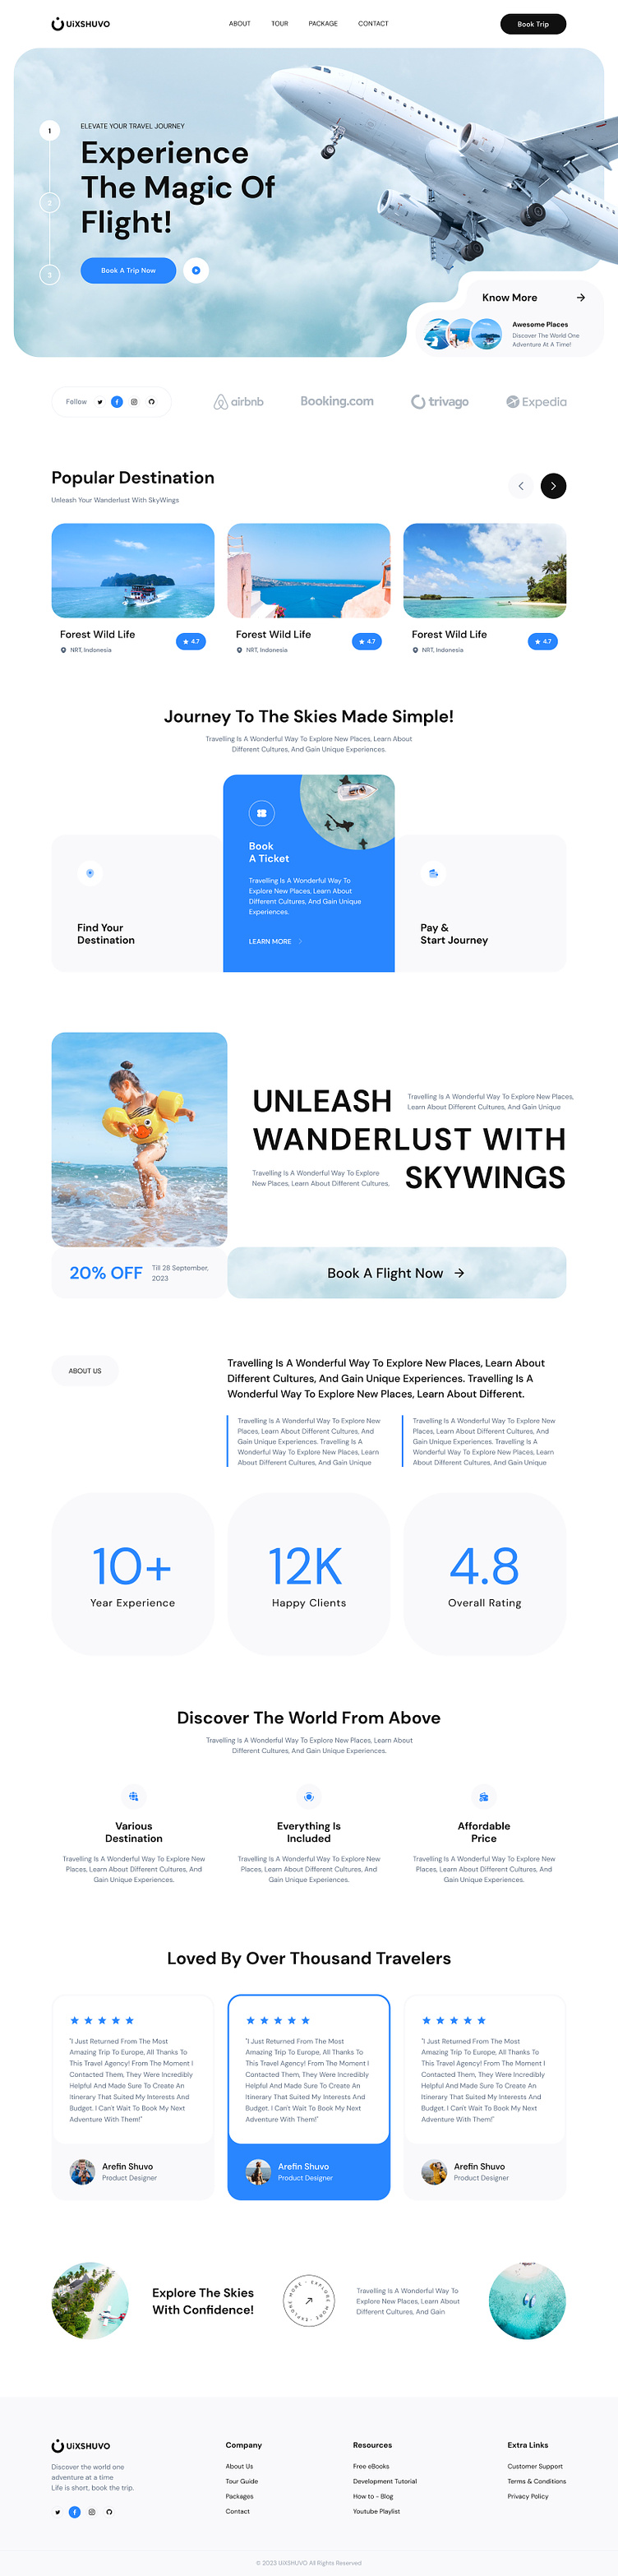 UiXSHUVO
ABOUT TOUR PACKAGE CONTACT
Book Trip
1
ELEVATE YOUR TRAVEL JOURNEY
Experience
The Magic Of
Flight!
2
3
Book A Trip Now
Know More
Awesome Places
Discover The World One
Adventure At A Time!
Follow
airbnb
Booking.com
trivago
Expedia
Popular Destination
Unleash Your Wanderlust With SkyWings
Forest Wild Life
NRT, Indonesia
4.7
Forest Wild Life
NRT, Indonesia
4.7
Forest Wild Life
NRT, Indonesia
4.7
Journey To The Skies Made Simple!
Travelling Is A Wonderful Way To Explore New Places, Learn About
Different Cultures, And Gain Unique Experiences.
Find Your
Destination
Book
A Ticket
Travelling Is A Wonderful Way To
Explore New Places, Learn About
Different Cultures, And Gain Unique
Experiences.
LEARN MORE
Pay &
Start Journey
UNLEASH
Travelling Is A Wonderful Way To Explore New Places,
Learn About Different Cultures, And Gain Unique
WANDERLUST WITH
Travelling Is A Wonderful Way To Explore
New Places, Learn About Different Cultures,
SKYWINGS
20% OFF
Till 28 September,
2023
Book A Flight Now
ABOUT US
Travelling Is A Wonderful Way To Explore New Places, Learn About
Different Cultures, And Gain Unique Experiences. Travelling Is A
Wonderful Way To Explore New Places, Learn About Different.
Travelling Is A Wonderful Way To Explore New
Places, Learn About Different Cultures, And
Gain Unique Experiences. Travelling Is A
Wonderful Way To Explore New Places, Learn
About Different Cultures, And Gain Unique
Travelling Is A Wonderful Way To Explore New
Places, Learn About Different Cultures, And
Gain Unique Experiences. Travelling Is A
Wonderful Way To Explore New Places, Learn
About Different Cultures, And Gain Unique
10+
Year Experience
12K
Happy Clients
4.8
Overall Rating
Discover The World From Above
Travelling Is A Wonderful Way To Explore New Places, Learn About
Different Cultures, And Gain Unique Experiences.
Various
Destination
Travelling Is A Wonderful Way To Explore New
Places, Learn About Different Cultures, And
Gain Unique Experiences.
Everything Is
Included
Travelling Is A Wonderful Way To Explore New
Places, Learn About Different Cultures, And
Gain Unique Experiences.
Affordable
Price
Travelling Is A Wonderful Way To Explore New
Places, Learn About Different Cultures, And
Gain Unique Experiences.
Loved By Over Thousand Travelers
"I Just Returned From The Most
Amazing Trip To Europe, All Thanks To
This Travel Agency! From The Moment I
Contacted Them, They Were Incredibly
Helpful And Made Sure To Create An
Itinerary That Suited My Interests And
Budget. I Can't Wait To Book My Next
Adventure With Them!"
Arefin Shuvo
Product Designer
"I Just Returned From The Most
Amazing Trip To Europe, All Thanks To
This Travel Agency! From The Moment I
Contacted Them, They Were Incredibly
Helpful And Made Sure To Create An
Itinerary That Suited My Interests And
Budget. I Can't Wait To Book My Next
Adventure With Them!"
Arefin Shuvo
Product Designer
"I Just Returned From The Most
Amazing Trip To Europe, All Thanks To
This Travel Agency! From The Moment I
Contacted Them, They Were Incredibly
Helpful And Made Sure To Create An
Itinerary That Suited My Interests And
Budget. I Can't Wait To Book My Next
Adventure With Them!"
Arefin Shuvo
Product Designer
Explore The Skies
With Confidence!
EXPLORE MORE - EXPLORE MORE -
Travelling Is A Wonderful Way To
Explore New Places, Learn About
Different Cultures, And Gain
UiXSHUVO
Discover the world one
adventure at a time
Life is short, book the trip.
Company
About Us
Tour Guide
Packages
Contact
Resources
Free eBooks
Development Tutorial
How to - Blog
Youtube Playlist
Extra Links
Customer Support
Terms & Conditions
Privacy Policy
© 2023 UIXSHUVO All Rights Reserved